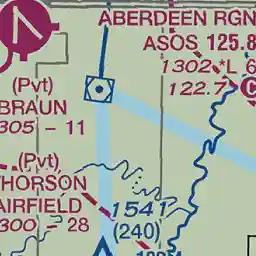 ABERDEEN RGN
ASOS 125.8
1302 *L 6
122.7 C
(Pvt)
BRAUN
305 - 11
(Pvt)
HORSON
AIRFIELD
300 - 28
1541
(240)